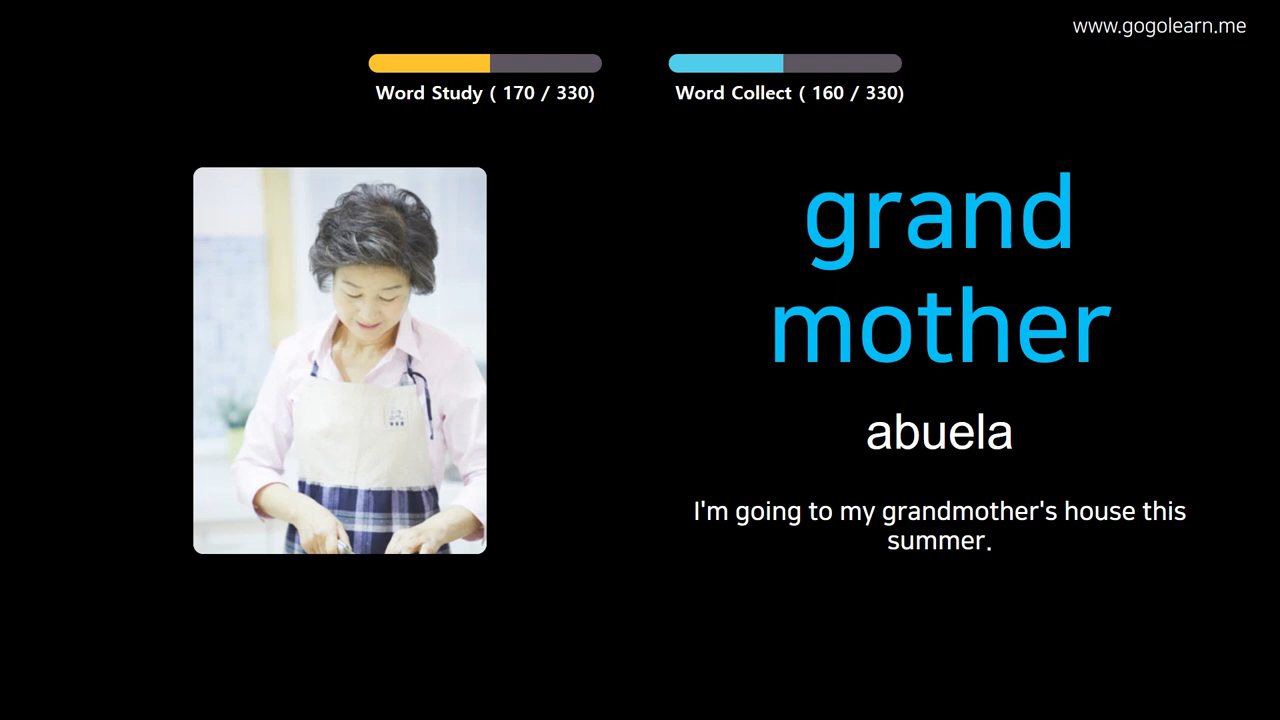 www.gogolearn.me
Word Study ( 170 / 330)
Word Collect ( 160 / 330)
grand
mother
abuela
I'm going to my grandmother's house this
summer.